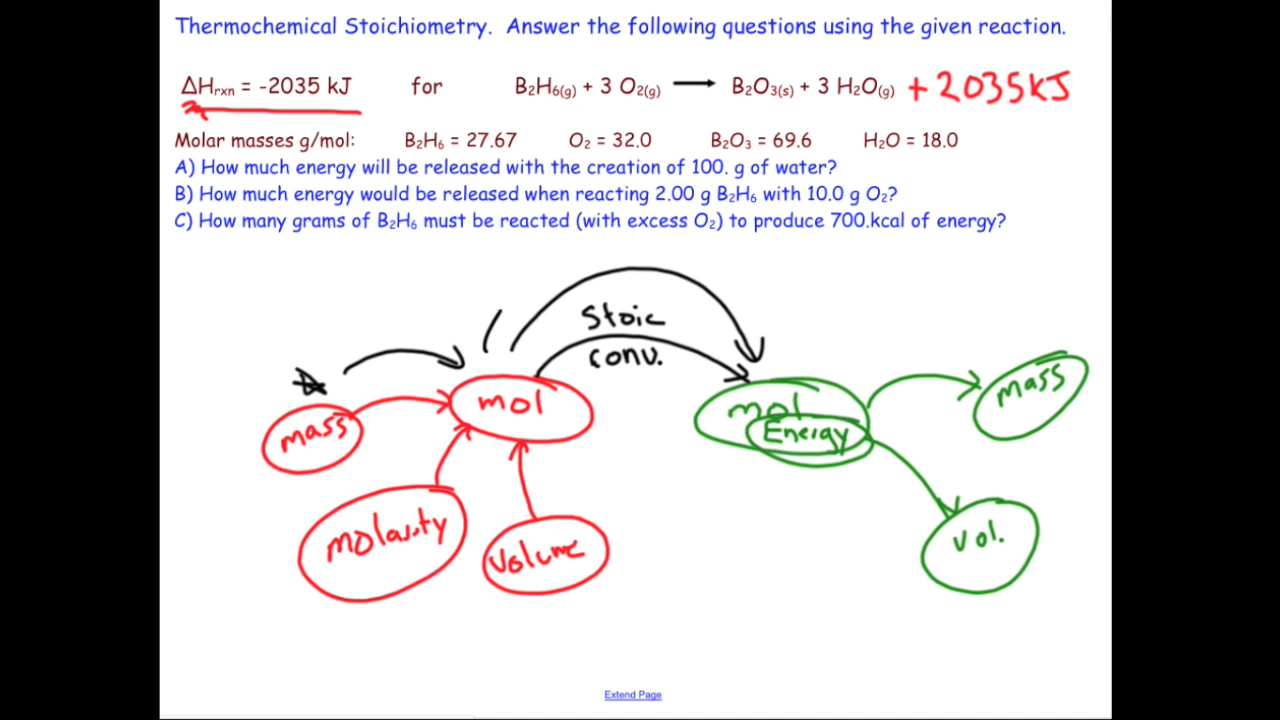 Thermochemical Stoichiometry. Answer the following questions using the given reaction.
ΔHrxn = -2035 kJ for B₂H₆(g) + 3 O₂(g) → B₂O₃(s) + 3 H₂O(g) + 2035 kJ
Molar masses g/mol: B₂H₆ = 27.67 O₂ = 32.0 B₂O₃ = 69.6 H₂O = 18.0
A) How much energy will be released with the creation of 100. g of water?
B) How much energy would be released when reacting 2.00 g B₂H₆ with 10.0 g O₂?
C) How many grams of B₂H₆ must be reacted (with excess O₂) to produce 700.kcal of energy?
Stoic
conv.
mass
mol
mol
Energy
mass
molarity
volume
vol.
Extend Page